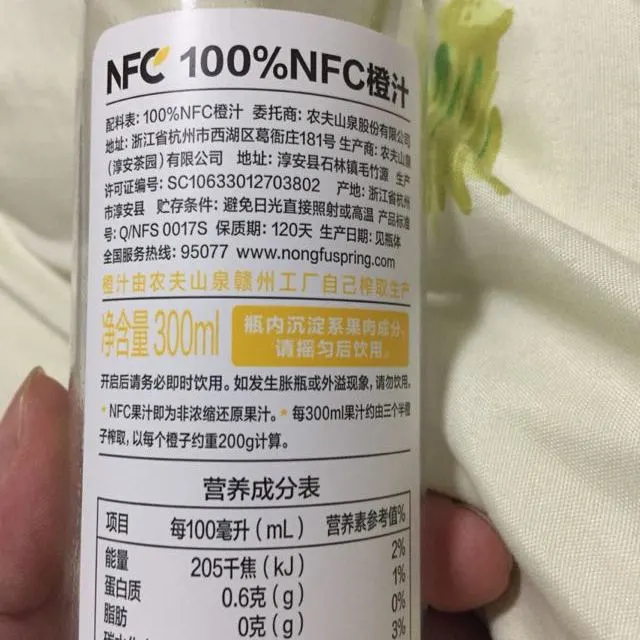 NFC 100%NFC橙汁
配料表: 100%NFC橙汁 委托商: 农夫山泉股份有限公司
地址: 浙江省杭州市西湖区葛衙庄181号 生产商: 农夫山泉
(淳安茶园)有限公司 地址: 淳安县石林镇毛竹源 生产
许可证编号: SC10633012703802 产地: 浙江省杭州
市淳安县 贮存条件: 避免日光直接照射或高温 产品标准
号: Q/NFS 0017S 保质期: 120天 生产日期: 见瓶体
全国服务热线: 95077 www.nongfuspring.com
橙汁由农夫山泉赣州工厂自己榨取生产
净含量300ml
瓶内沉淀系果肉成分,
请摇匀后饮用。
开启后请务必即时饮用。如发生胀瓶或外溢现象, 请勿饮用。
* NFC果汁即为非浓缩还原果汁。* 每300ml果汁约由三个半橙
子榨取, 以每个橙子约重200g计算。
营养成分表
项目 每100毫升(mL) 营养素参考值%
能量 205千焦(kJ) 2%
蛋白质 0.6克(g) 1%
脂肪 0克(g) 0%
3%